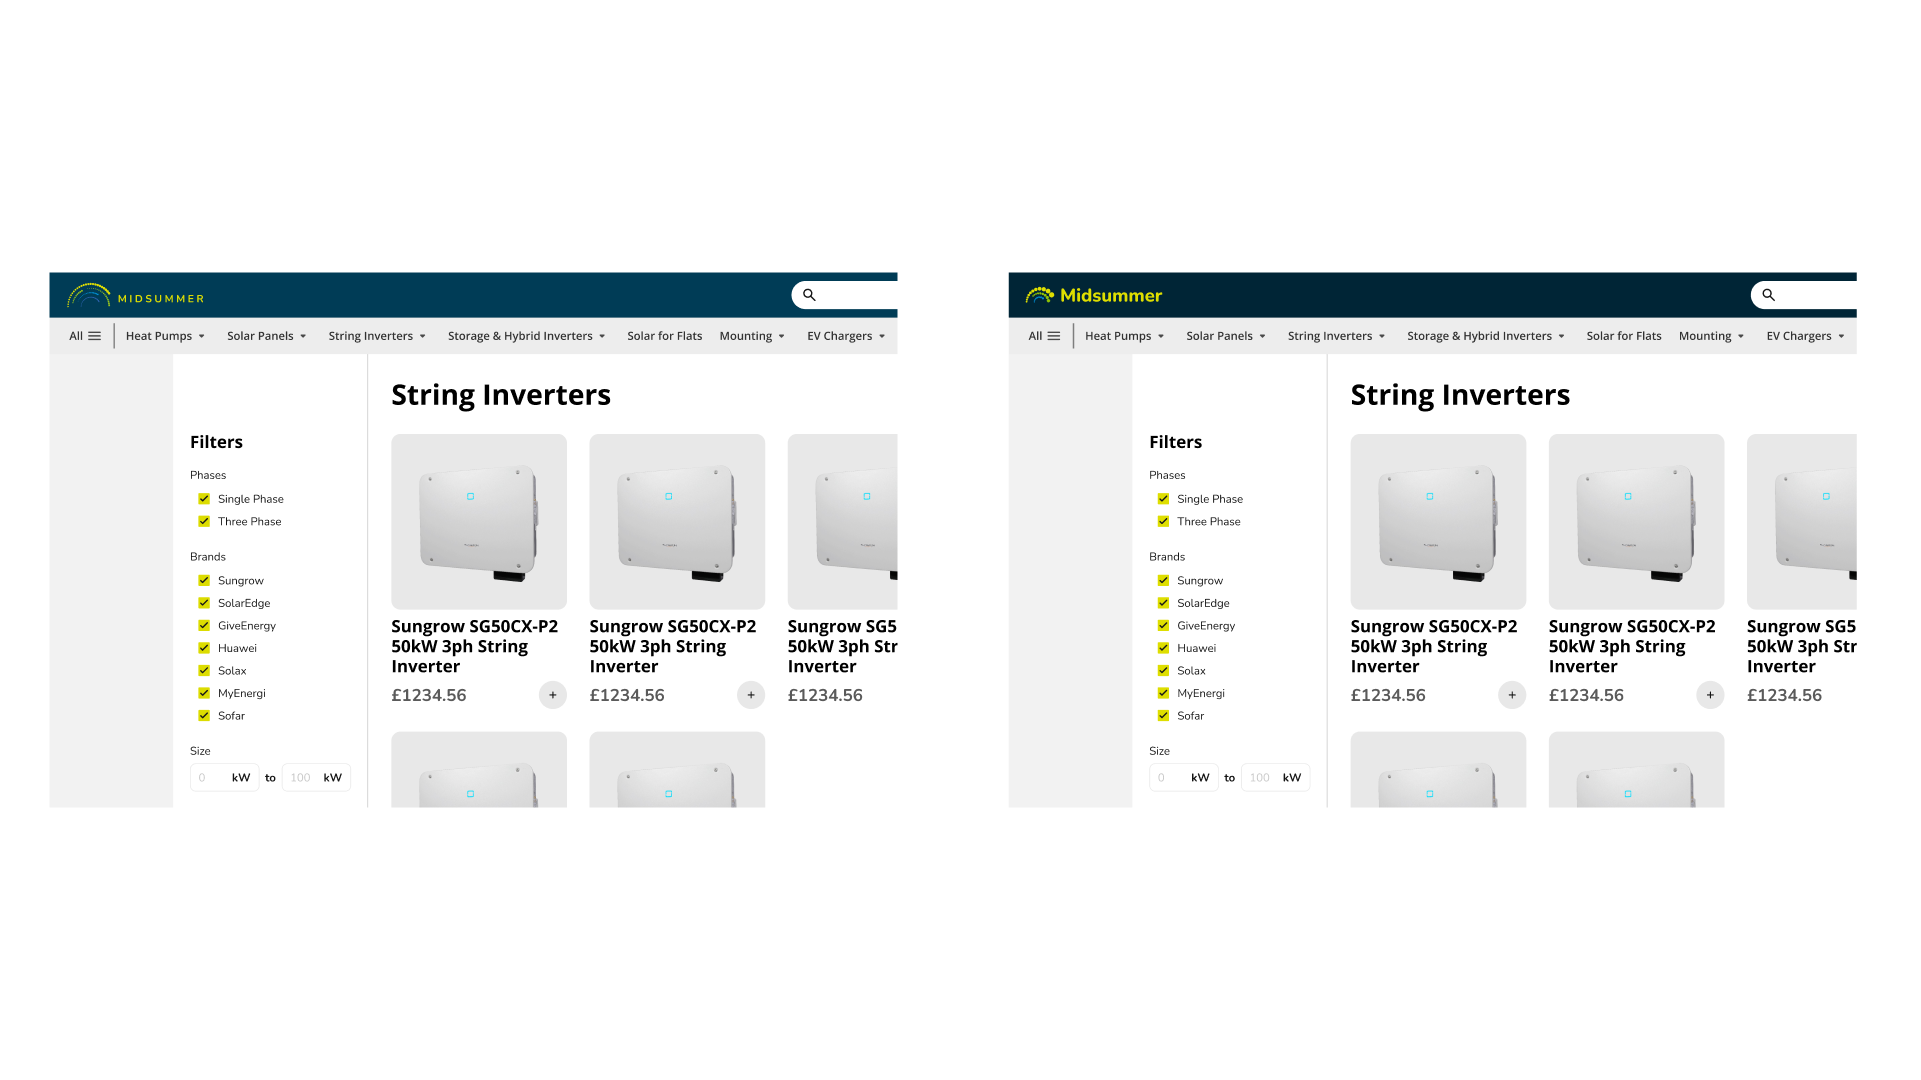 MIDSUMMER
All
Heat Pumps
Solar Panels
String Inverters
Storage & Hybrid Inverters
Solar for Flats
Mounting
EV Chargers
String Inverters
Filters
Phases
Single Phase
Three Phase
Brands
Sungrow
SolarEdge
GiveEnergy
Huawei
Solax
MyEnergi
Sofar
Size
0 kW to 100 kW
Sungrow SG50CX-P2
50kW 3ph String
Inverter
£1234.56
+
Sungrow SG50CX-P2
50kW 3ph String
Inverter
£1234.56
+
Sungrow SG5
50kW 3ph Str
Inverter
£1234.56
Midsummer
All
Heat Pumps
Solar Panels
String Inverters
Storage & Hybrid Inverters
Solar for Flats
Mounting
EV Chargers
String Inverters
Filters
Phases
Single Phase
Three Phase
Brands
Sungrow
SolarEdge
GiveEnergy
Huawei
Solax
MyEnergi
Sofar
Size
0 kW to 100 kW
Sungrow SG50CX-P2
50kW 3ph String
Inverter
£1234.56
+
Sungrow SG50CX-P2
50kW 3ph String
Inverter
£1234.56
+
Sungrow SG5
50kW 3ph Str
Inverter
£1234.56